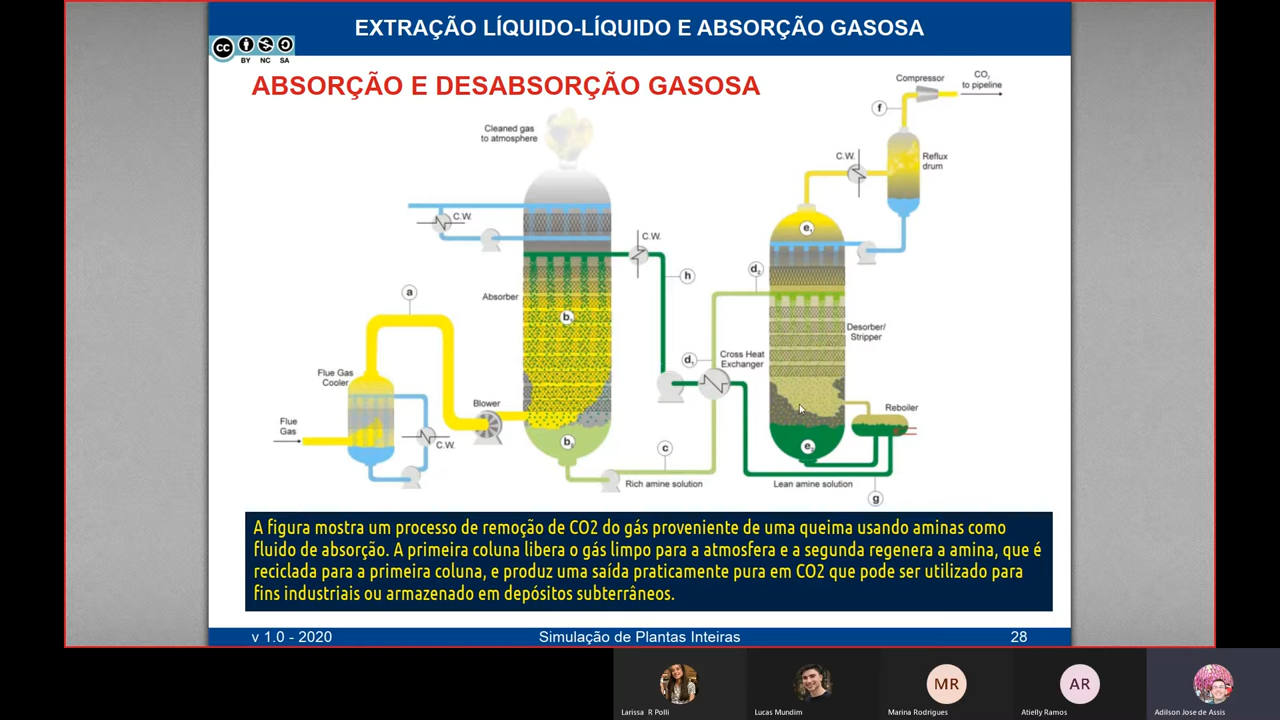 EXTRAÇÃO LÍQUIDO-LÍQUIDO E ABSORÇÃO GASOSA
cc
BY NC SA
ABSORÇÃO E DESABSORÇÃO GASOSA
Compressor
CO2
to pipeline
f
Cleaned gas
to atmosphere
C.W.
Reflux
drum
C.W.
C.W.
e1
h
d2
a
Absorber
b1
Desorber/
Stripper
d1
Cross Heat
Exchanger
Flue Gas
Cooler
Blower
Reboiler
Flue
Gas
C.W.
b2
c
e2
Rich amine solution
Lean amine solution
g
A figura mostra um processo de remoção de CO2 do gás proveniente de uma queima usando aminas como
fluido de absorção. A primeira coluna libera o gás limpo para a atmosfera e a segunda regenera a amina, que é
reciclada para a primeira coluna, e produz uma saída praticamente pura em CO2 que pode ser utilizado para
fins industriais ou armazenado em depósitos subterrâneos.
v 1.0 - 2020
Simulação de Plantas Inteiras
28
MR
AR
Larissa R Polli
Lucas Mundim
Marina Rodrigues
Atielly Ramos
Adilson Jose de Assis